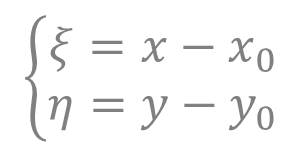 ξ = x − x₀
η = y − y₀